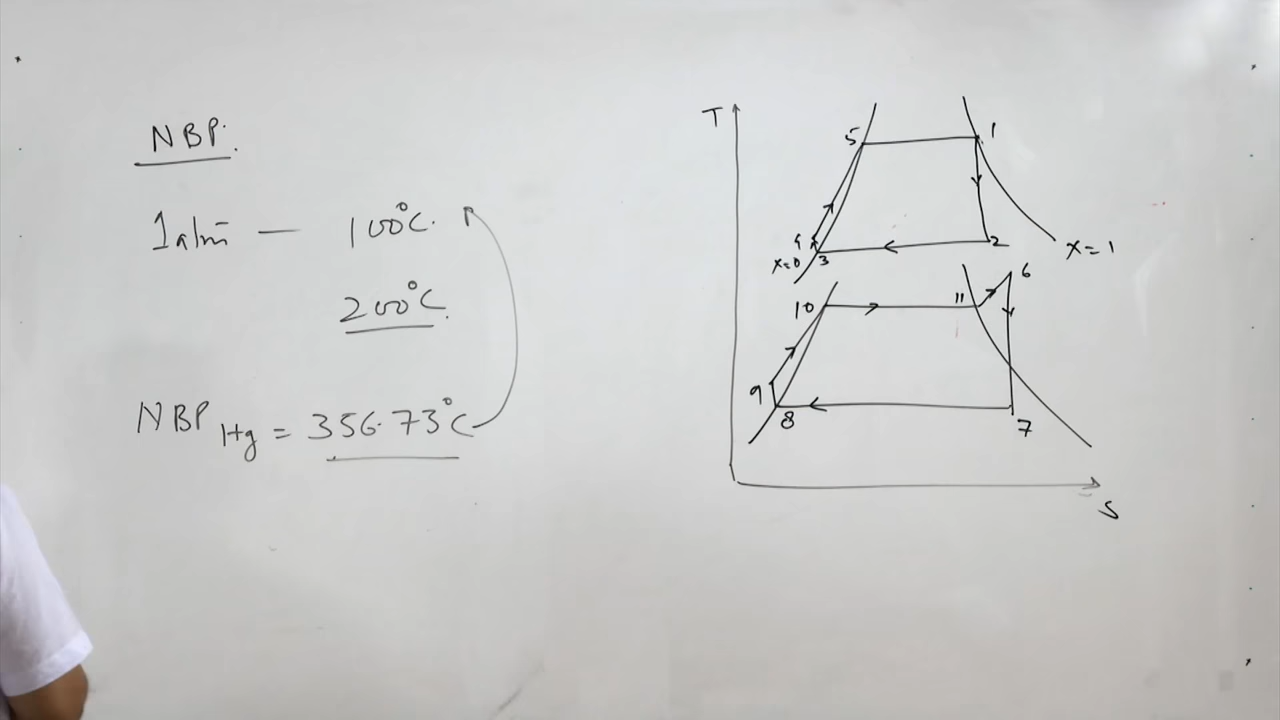 NBP:
1 atm — 100°C.
200°C.
NBP Hg = 356.73°C
T
5
1
4
x=0
3
2
x=1
6
10
11
9
8
7
S